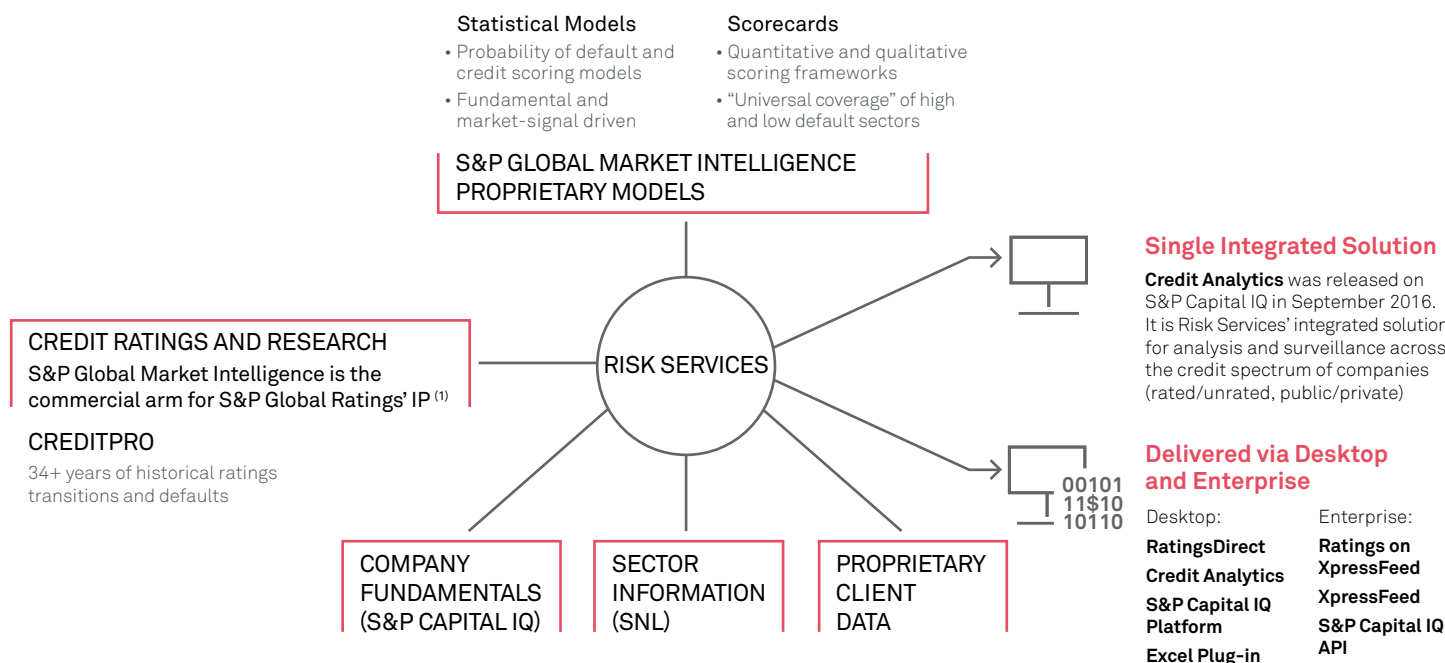 Statistical Models
• Probability of default and
credit scoring models
• Fundamental and
market-signal driven
Scorecards
• Quantitative and qualitative
scoring frameworks
• “Universal coverage” of high
and low default sectors
S&P GLOBAL MARKET INTELLIGENCE
PROPRIETARY MODELS
CREDIT RATINGS AND RESEARCH
S&P Global Market Intelligence is the
commercial arm for S&P Global Ratings’ IP (1)
CREDITPRO
34+ years of historical ratings
transitions and defaults
RISK SERVICES
COMPANY
FUNDAMENTALS
(S&P CAPITAL IQ)
SECTOR
INFORMATION
(SNL)
PROPRIETARY
CLIENT
DATA
Single Integrated Solution
Credit Analytics was released on
S&P Capital IQ in September 2016.
It is Risk Services’ integrated solution
for analysis and surveillance across
the credit spectrum of companies
(rated/unrated, public/private)
00101
11$10
10110
Delivered via Desktop
and Enterprise
Desktop:
RatingsDirect
Credit Analytics
S&P Capital IQ
Platform
Excel Plug-in
Enterprise:
Ratings on
XpressFeed
XpressFeed
S&P Capital IQ
API